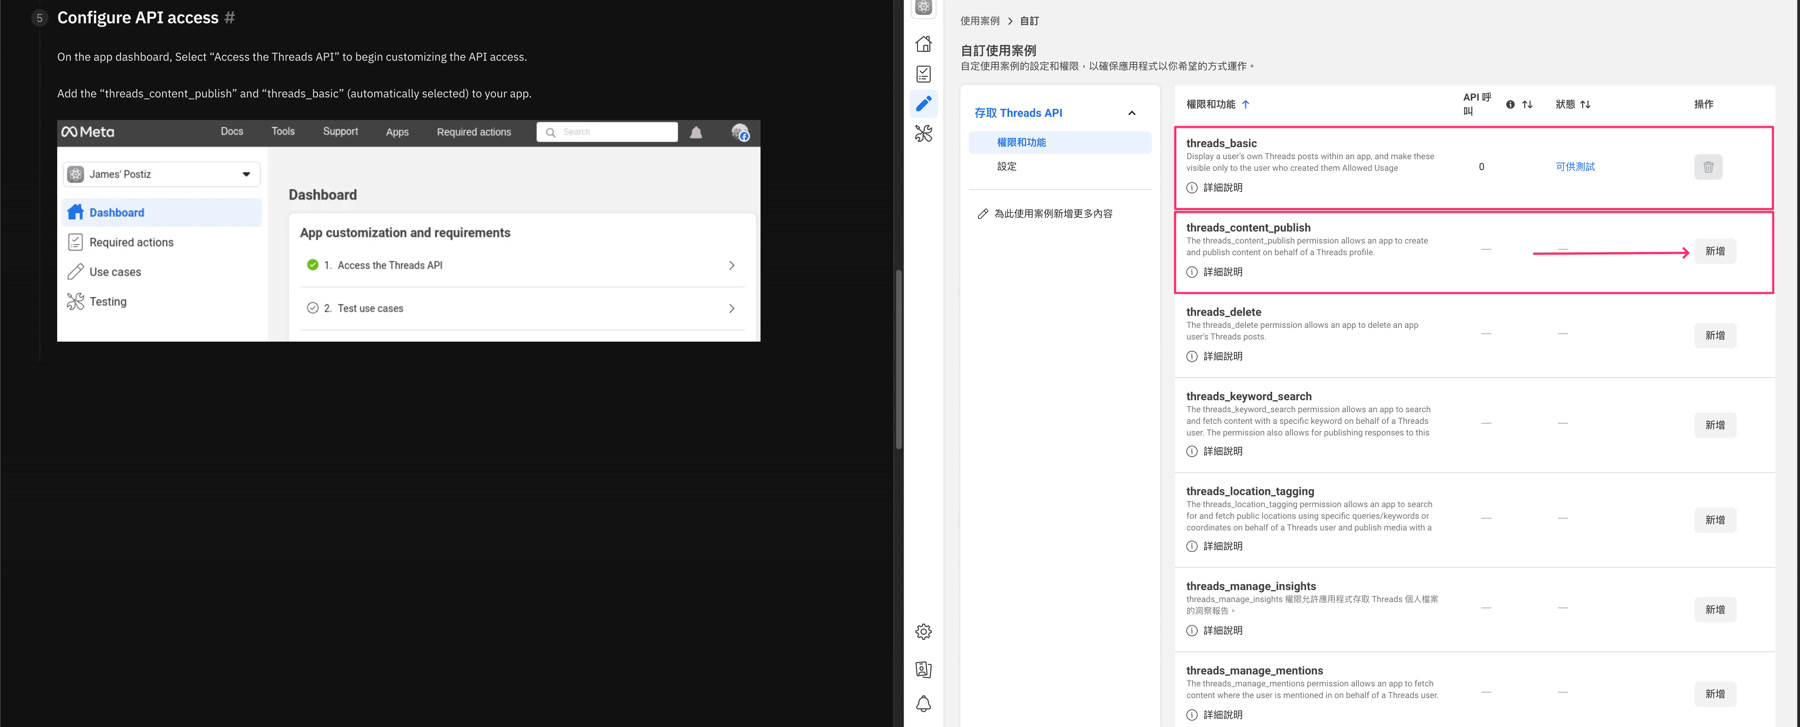 5 Configure API access #
On the app dashboard, Select “Access the Threads API” to begin customizing the API access.
Add the “threads_content_publish” and “threads_basic” (automatically selected) to your app.
Meta Docs Tools Support Apps Required actions Search
James' Postiz
Dashboard
Required actions
Use cases
Testing
Dashboard
App customization and requirements
1. Access the Threads API
2. Test use cases
使用案例 > 自訂
自訂使用案例
自定使用案例的設定和權限，以確保應用程式以你希望的方式運作。
存取 Threads API
權限和功能
設定
為此使用案例新增更多內容
權限和功能 ↑ API 呼叫 狀態 操作
threads_basic
Display a user's own Threads posts within an app, and make these
visible only to the user who created them Allowed Usage
0 可供測試
詳細說明
threads_content_publish
The threads_content_publish permission allows an app to create
and publish content on behalf of a Threads profile.
— — 新增
詳細說明
threads_delete
The threads_delete permission allows an app to delete an app
user's Threads posts.
— — 新增
詳細說明
threads_keyword_search
The threads_keyword_search permission allows an app to search
and fetch content with a specific keyword on behalf of a Threads
user. The permission also allows for publishing responses to this
— — 新增
詳細說明
threads_location_tagging
The threads_location_tagging permission allows an app to search
for and fetch public locations using specific queries/keywords or
coordinates on behalf of a Threads user and publish media with a
— — 新增
詳細說明
threads_manage_insights
threads_manage_insights 權限允許應用程式存取 Threads 個人檔案
的洞察報告。
— — 新增
詳細說明
threads_manage_mentions
The threads_manage_mentions permission allows an app to fetch
content where the user is mentioned in on behalf of a Threads user.
— — 新增
詳細說明